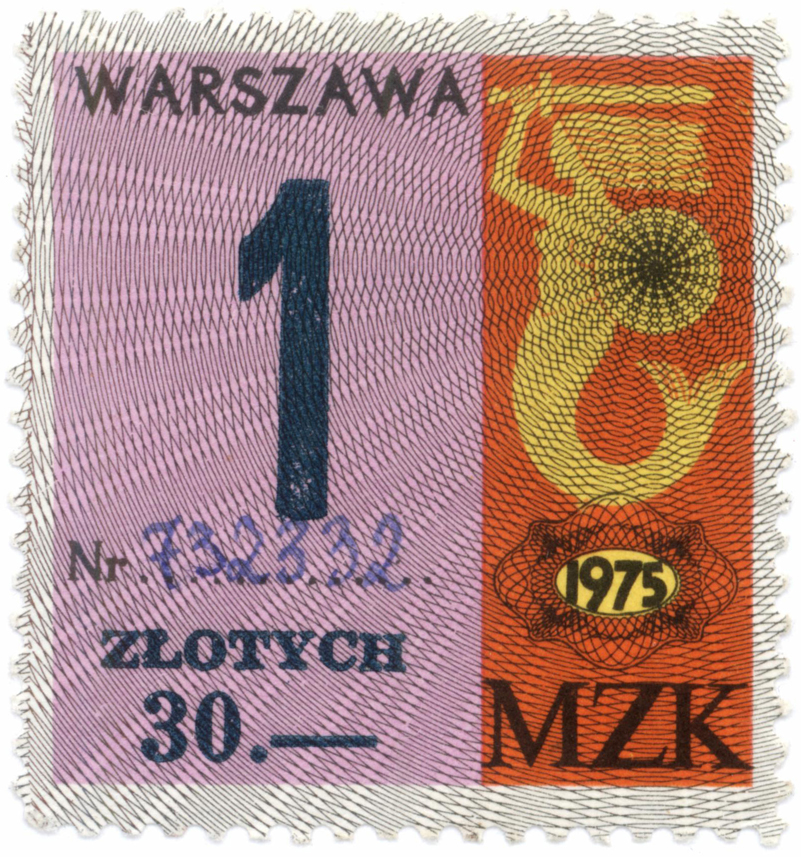 WARSZAWA
1
Nr 732332
ZŁOTYCH
30.—
1975
MZK